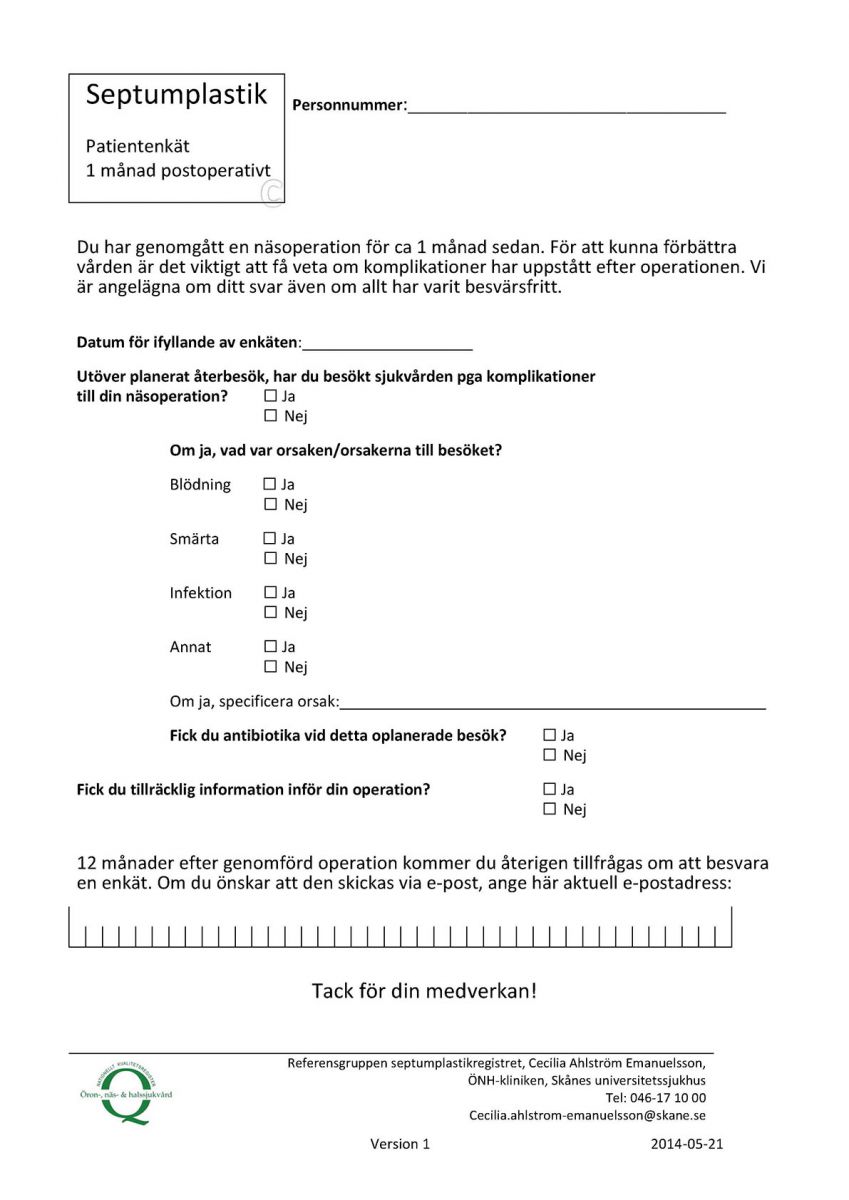 Septumplastik
Personnummer:
Patientenkät
1 månad postoperativt
©
Du har genomgått en näsoperation för ca 1 månad sedan. För att kunna förbättra
vården är det viktigt att få veta om komplikationer har uppstått efter operationen. Vi
är angelägna om ditt svar även om allt har varit besvärsfritt.
Datum för ifyllande av enkäten:
Utöver planerat återbesök, har du besökt sjukvården pga komplikationer
till din näsoperation? ☐ Ja
☐ Nej
Om ja, vad var orsaken/orsakerna till besöket?
Blödning ☐ Ja
☐ Nej
Smärta ☐ Ja
☐ Nej
Infektion ☐ Ja
☐ Nej
Annat ☐ Ja
☐ Nej
Om ja, specificera orsak:
Fick du antibiotika vid detta oplanerade besök? ☐ Ja
☐ Nej
Fick du tillräcklig information inför din operation? ☐ Ja
☐ Nej
12 månader efter genomförd operation kommer du återigen tillfrågas om att besvara
en enkät. Om du önskar att den skickas via e-post, ange här aktuell e-postadress:
Tack för din medverkan!
NATIONELLT KVALITETSREGISTER
Öron-, näs- & halssjukvård
Referensgruppen septumplastikregistret, Cecilia Ahlström Emanuelsson,
ÖNH-kliniken, Skånes universitetssjukhus
Tel: 046-17 10 00
Cecilia.ahlstrom-emanuelsson@skane.se
Version 1 2014-05-21